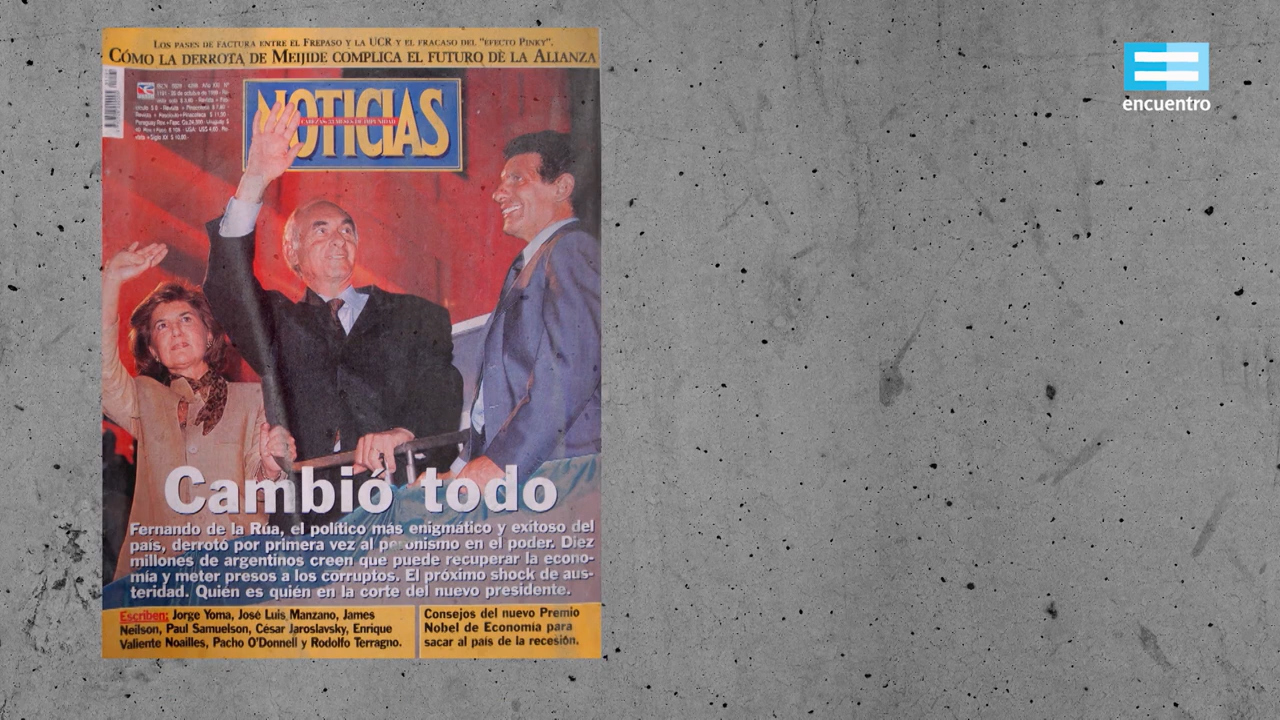 Los pases de factura entre el Frepaso y la UCR y el fracaso del "efecto Pinky".
Cómo la derrota de Meijide complica el futuro de la Alianza
NOTICIAS
encuentro
Cambió todo
Fernando de la Rúa, el político más enigmático y exitoso del
país, derrotó por primera vez al peronismo en el poder. Diez
millones de argentinos creen que puede recuperar la econo-
mía y meter presos a los corruptos. El próximo shock de aus-
teridad. Quién es quién en la corte del nuevo presidente.
Escriben: Jorge Yoma, José Luis Manzano, James
Neilson, Paul Samuelson, César Jaroslavsky, Enrique
Valiente Noailles, Pacho O'Donnell y Rodolfo Terragno.
Consejos del nuevo Premio
Nobel de Economía para
sacar al país de la recesión.